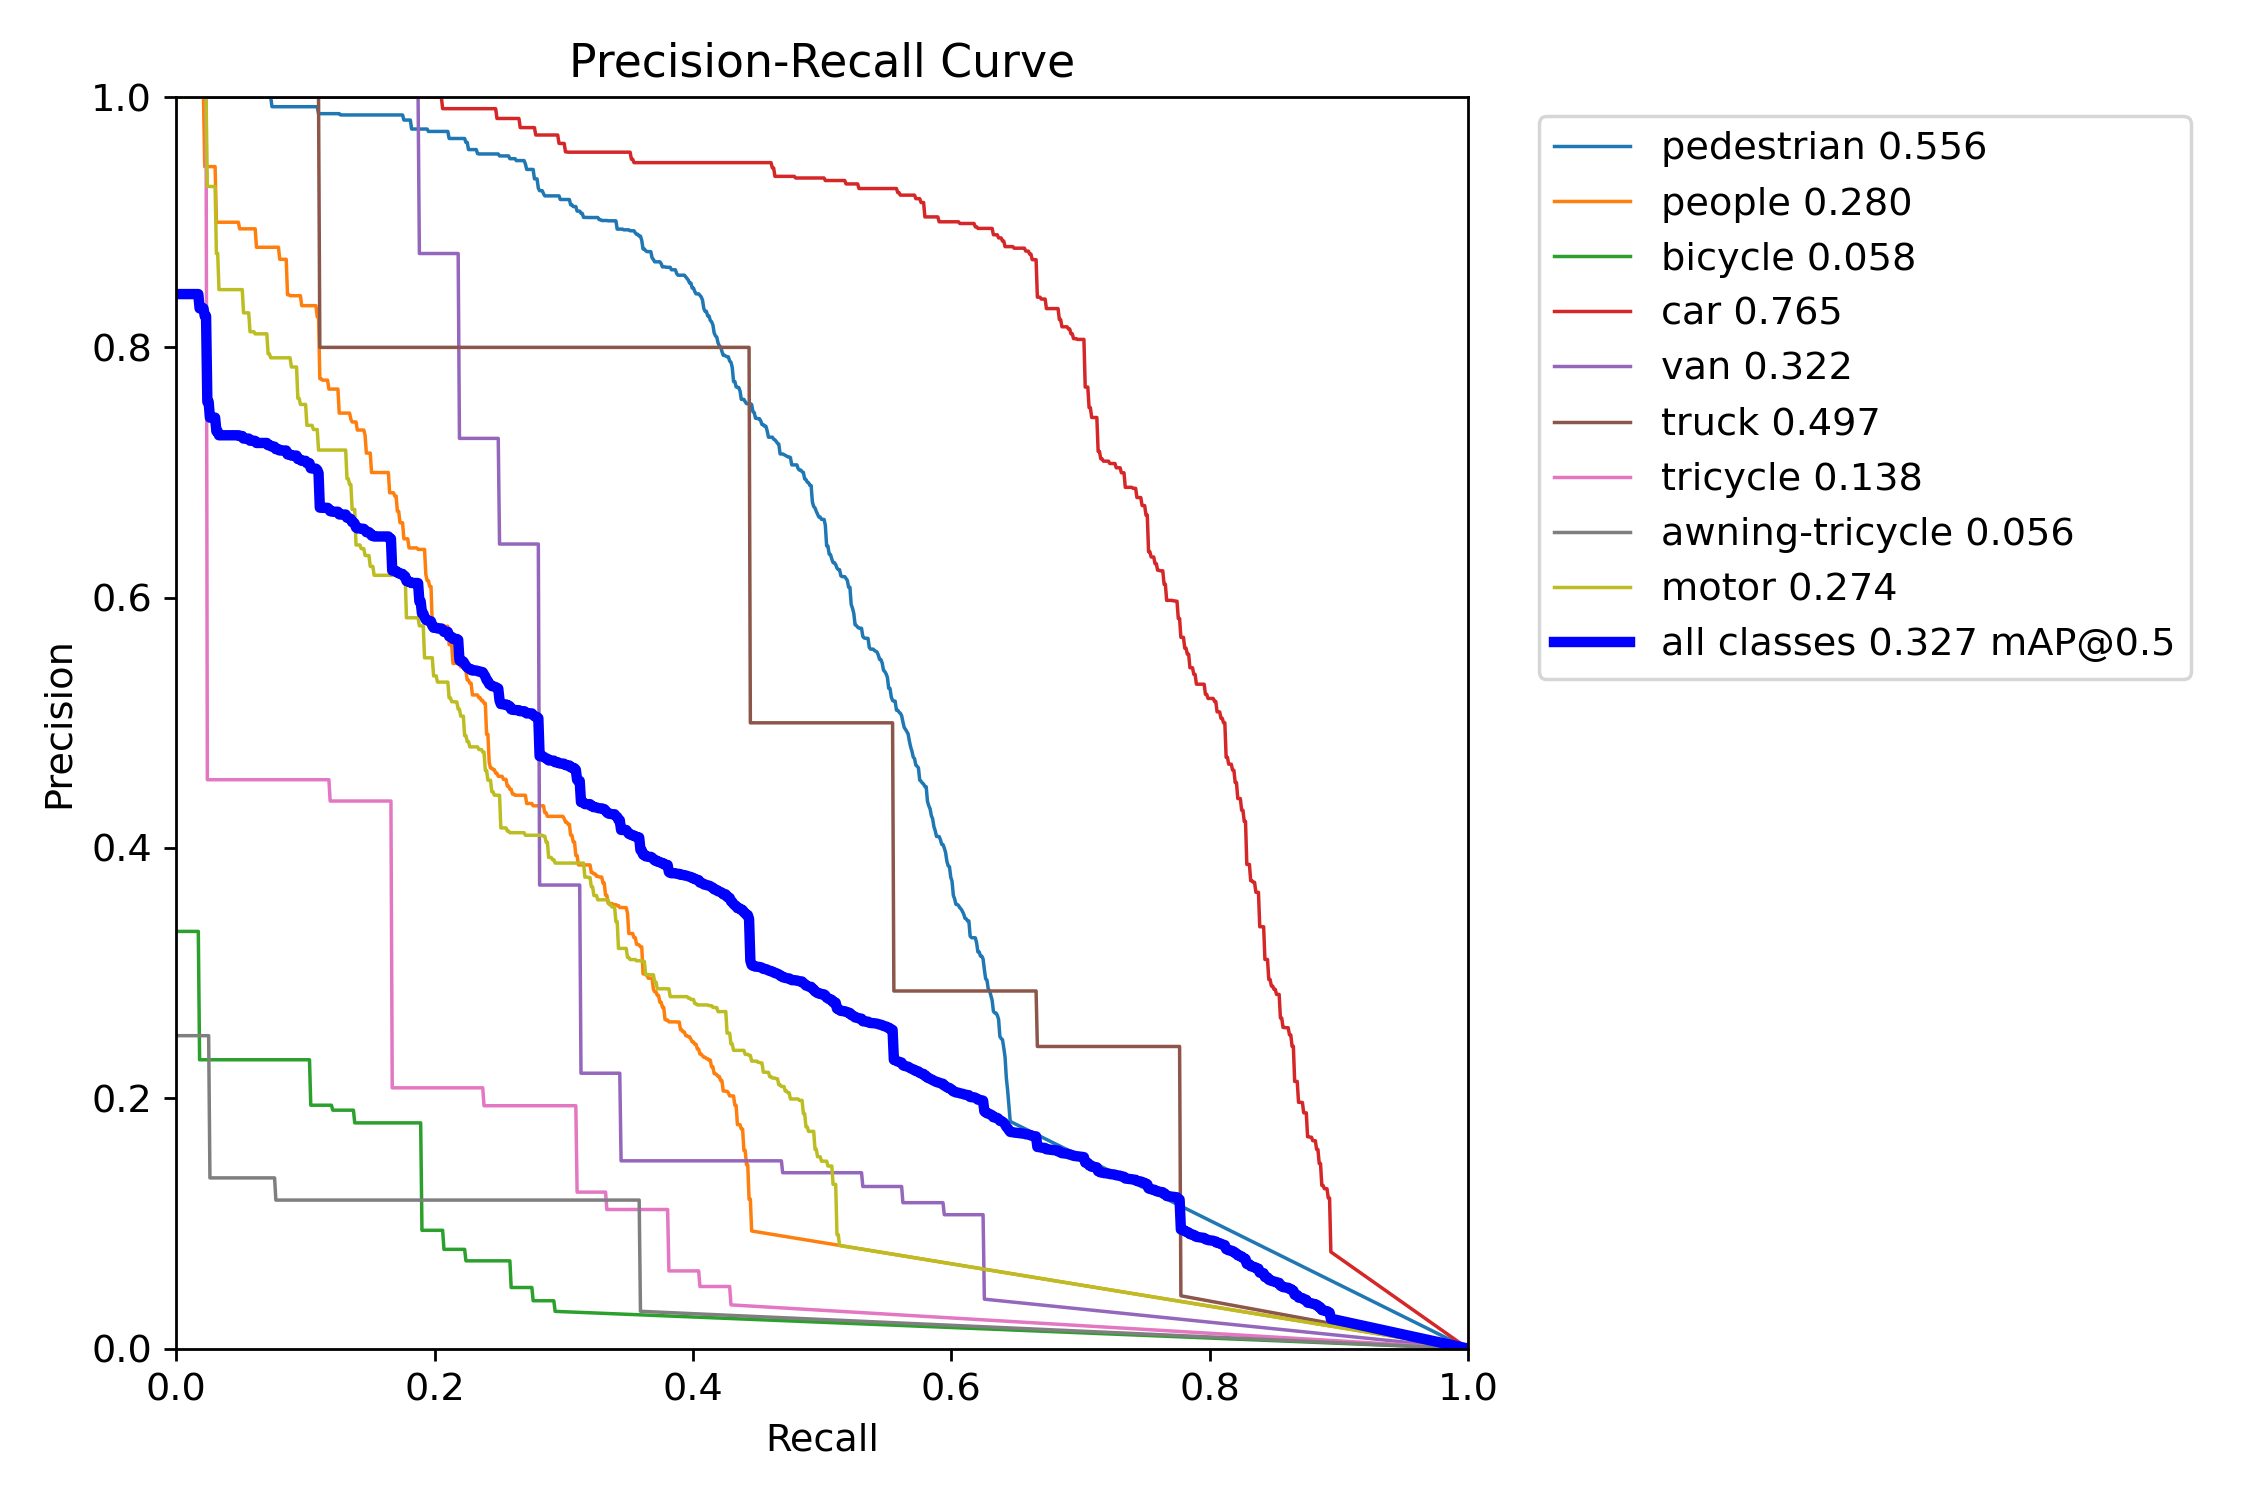 Precision-Recall Curve
1.0
0.8
0.6
0.4
0.2
0.0
Precision
0.0 0.2 0.4 0.6 0.8 1.0
Recall
pedestrian 0.556
people 0.280
bicycle 0.058
car 0.765
van 0.322
truck 0.497
tricycle 0.138
awning-tricycle 0.056
motor 0.274
all classes 0.327 mAP@0.5